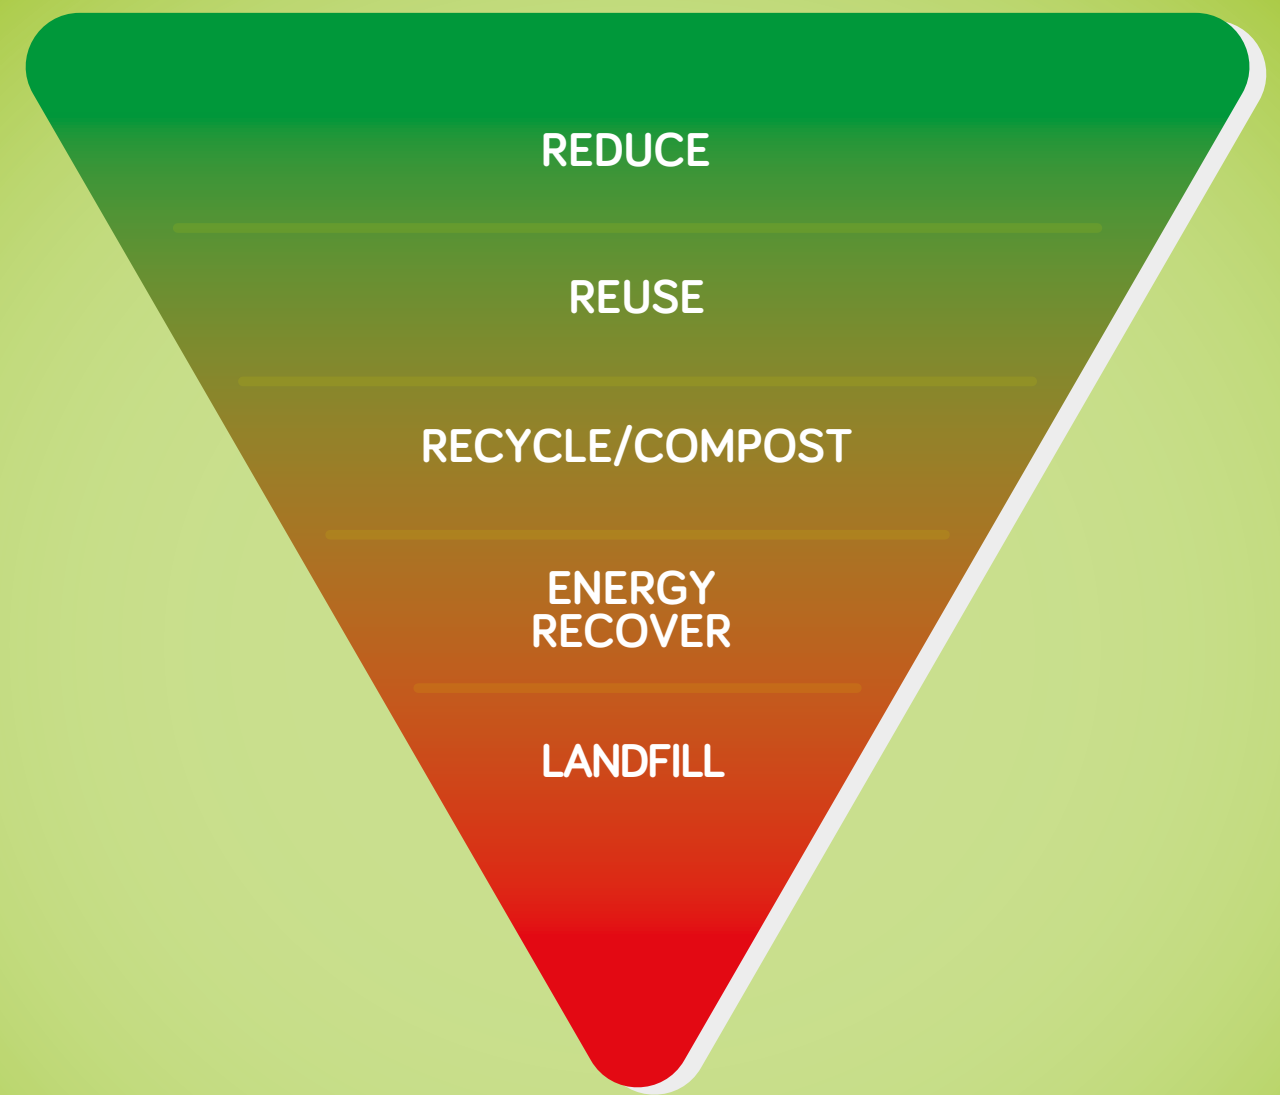 REDUCE
REUSE
RECYCLE/COMPOST
ENERGY
RECOVER
LANDFILL